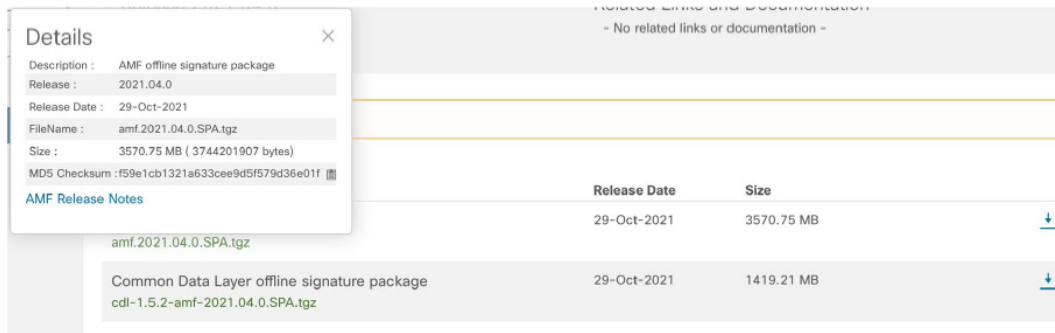 Related Links and Documentation
- No related links or documentation -
Details
Description : AMF offline signature package
Release : 2021.04.0
Release Date : 29-Oct-2021
FileName : amf.2021.04.0.SPA.tgz
Size : 3570.75 MB ( 3744201907 bytes)
MD5 Checksum :f59e1cb1321a633cee9d5f579d36e01f
AMF Release Notes
Release Date Size
29-Oct-2021 3570.75 MB
amf.2021.04.0.SPA.tgz
Common Data Layer offline signature package 29-Oct-2021 1419.21 MB
cdl-1.5.2-amf-2021.04.0.SPA.tgz